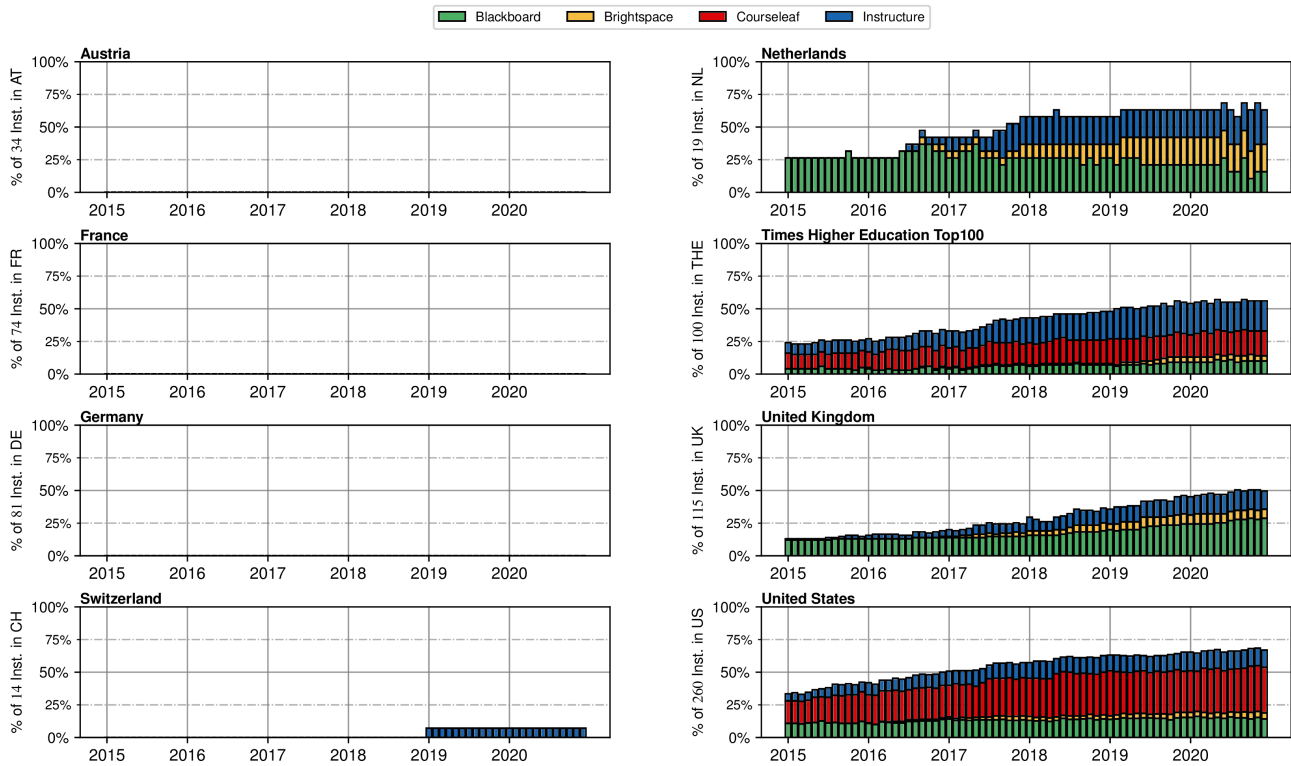 Blackboard Brightspace Courseleaf Instructure
Austria
% of 34 Inst. in AT
100%
75%
50%
25%
0%
2015 2016 2017 2018 2019 2020
Netherlands
% of 19 Inst. in NL
100%
75%
50%
25%
0%
2015 2016 2017 2018 2019 2020
France
% of 74 Inst. in FR
100%
75%
50%
25%
0%
2015 2016 2017 2018 2019 2020
Times Higher Education Top100
% of 100 Inst. in THE
100%
75%
50%
25%
0%
2015 2016 2017 2018 2019 2020
Germany
% of 81 Inst. in DE
100%
75%
50%
25%
0%
2015 2016 2017 2018 2019 2020
United Kingdom
% of 115 Inst. in UK
100%
75%
50%
25%
0%
2015 2016 2017 2018 2019 2020
Switzerland
% of 14 Inst. in CH
100%
75%
50%
25%
0%
2015 2016 2017 2018 2019 2020
United States
% of 260 Inst. in US
100%
75%
50%
25%
0%
2015 2016 2017 2018 2019 2020